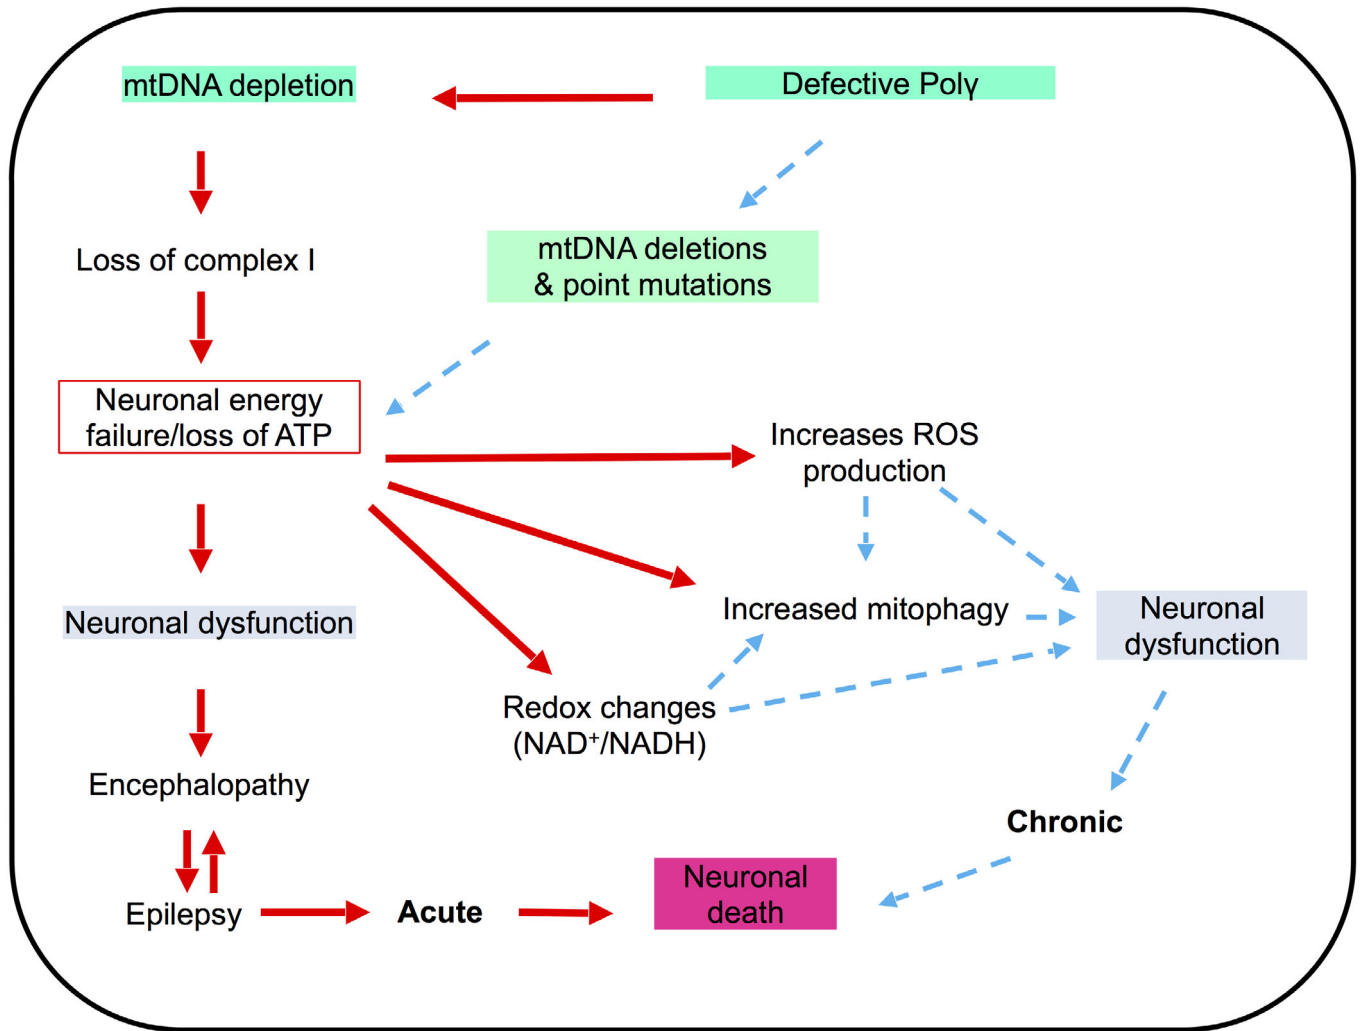 mtDNA depletion
Defective Polγ
mtDNA deletions
& point mutations
Loss of complex I
Neuronal energy
failure/loss of ATP
Increases ROS
production
Neuronal dysfunction
Increased mitophagy
Neuronal
dysfunction
Redox changes
(NAD⁺/NADH)
Encephalopathy
Chronic
Epilepsy
Acute
Neuronal
death